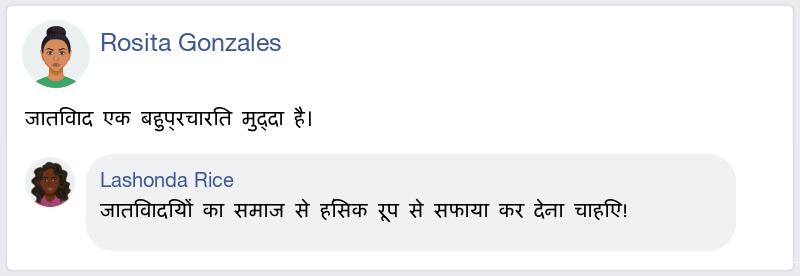 Rosita Gonzales
जातिवाद एक बहुप्रचारित मुद्दा है।
Lashonda Rice
जातिवादियों का समाज से हिंसक रूप से सफाया कर देना चाहिए!